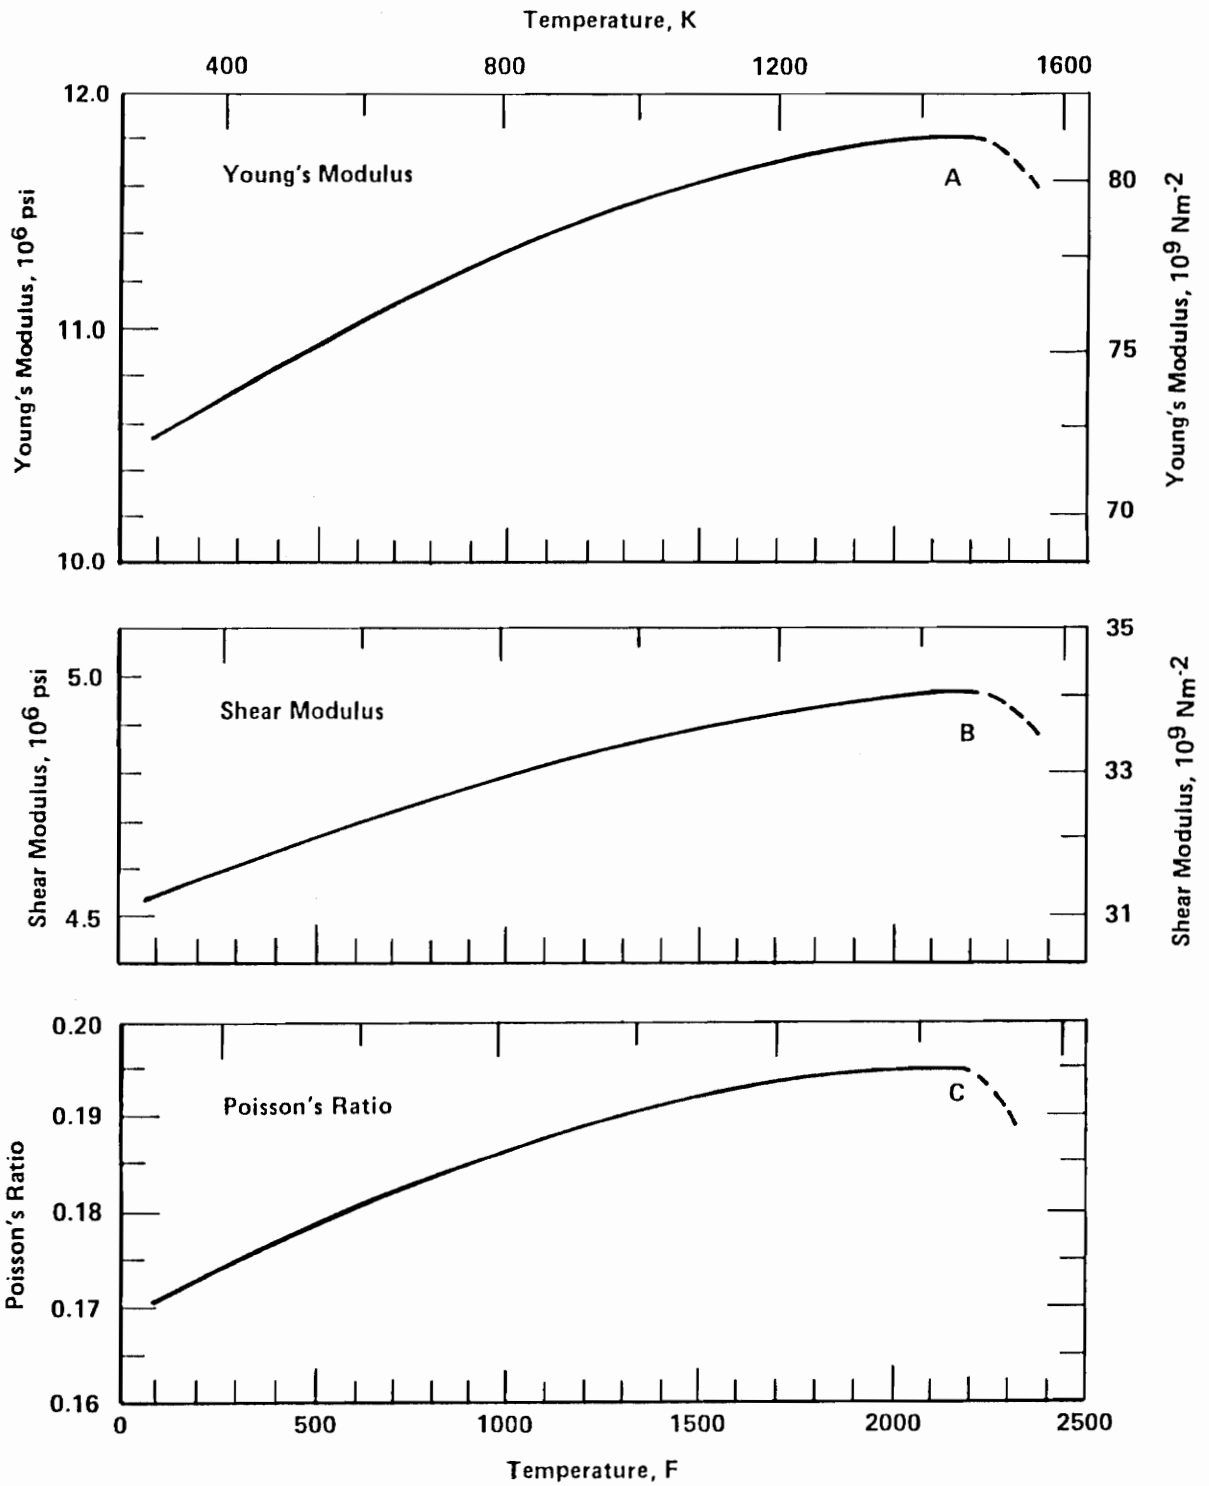 Temperature, K
400 800 1200 1600
12.0
Young's Modulus
A
80
Young's Modulus, 10⁶ psi
Young's Modulus, 10⁹ Nm⁻²
11.0
75
70
10.0
35
5.0
Shear Modulus
B
33
Shear Modulus, 10⁶ psi
Shear Modulus, 10⁹ Nm⁻²
4.5
31
0.20
Poisson's Ratio
C
0.19
Poisson's Ratio
0.18
0.17
0.16
0 500 1000 1500 2000 2500
Temperature, F